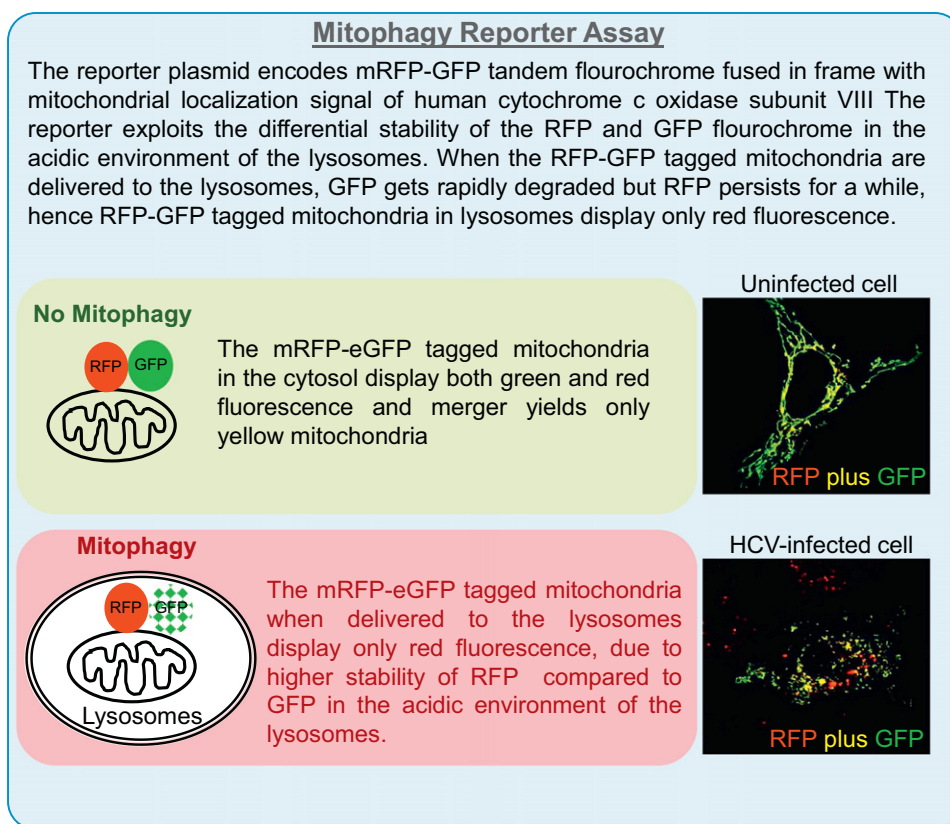 Mitophagy Reporter Assay
The reporter plasmid encodes mRFP-GFP tandem flourochrome fused in frame with
mitochondrial localization signal of human cytochrome c oxidase subunit VIII The
reporter exploits the differential stability of the RFP and GFP flourochrome in the
acidic environment of the lysosomes. When the RFP-GFP tagged mitochondria are
delivered to the lysosomes, GFP gets rapidly degraded but RFP persists for a while,
hence RFP-GFP tagged mitochondria in lysosomes display only red fluorescence.
No Mitophagy
RFP GFP
The mRFP-eGFP tagged mitochondria
in the cytosol display both green and red
fluorescence and merger yields only
yellow mitochondria
Uninfected cell
RFP plus GFP
Mitophagy
RFP GFP
Lysosomes
The mRFP-eGFP tagged mitochondria
when delivered to the lysosomes
display only red fluorescence, due to
higher stability of RFP compared to
GFP in the acidic environment of the
lysosomes.
HCV-infected cell
RFP plus GFP